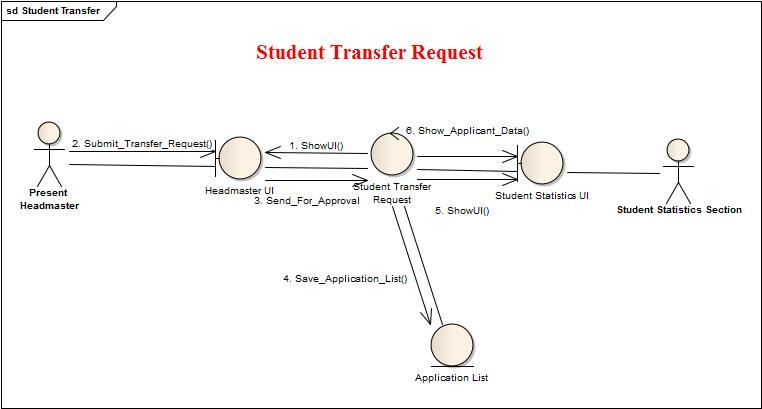 sd Student Transfer
Student Transfer Request
6. Show_Applicant_Data()
2. Submit_Transfer_Request()
1. ShowUI()
Headmaster UI
Student Transfer
Request
Student Statistics UI
Present
Headmaster
3. Send_For_Approval
5. ShowUI()
Student Statistics Section
4. Save_Application_List()
Application List